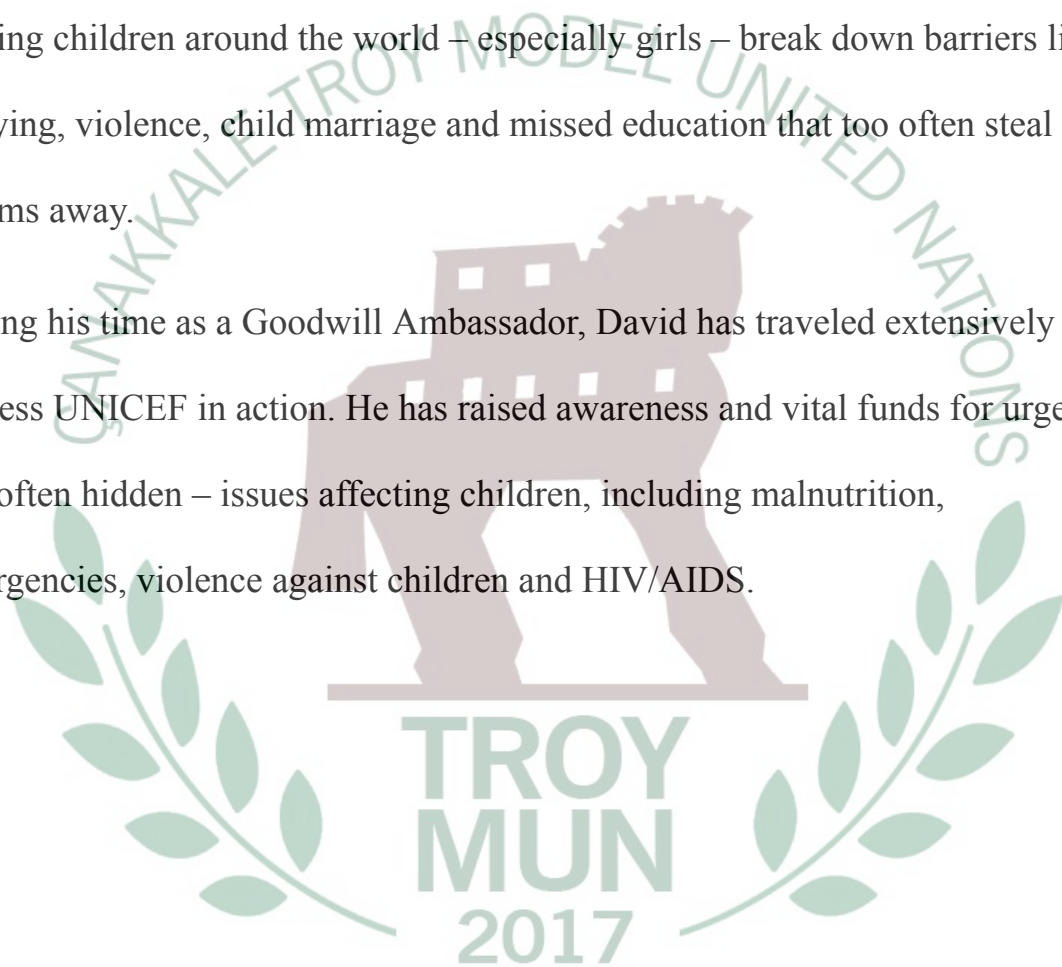 ing children around the world – especially girls – break down barriers li
ying, violence, child marriage and missed education that too often steal
ms away.
ing his time as a Goodwill Ambassador, David has traveled extensively
ess UNICEF in action. He has raised awareness and vital funds for urge
often hidden – issues affecting children, including malnutrition,
rgencies, violence against children and HIV/AIDS.
ÇANAKKALE TROY MODEL UNITED NATIONS
TROY
MUN
2017